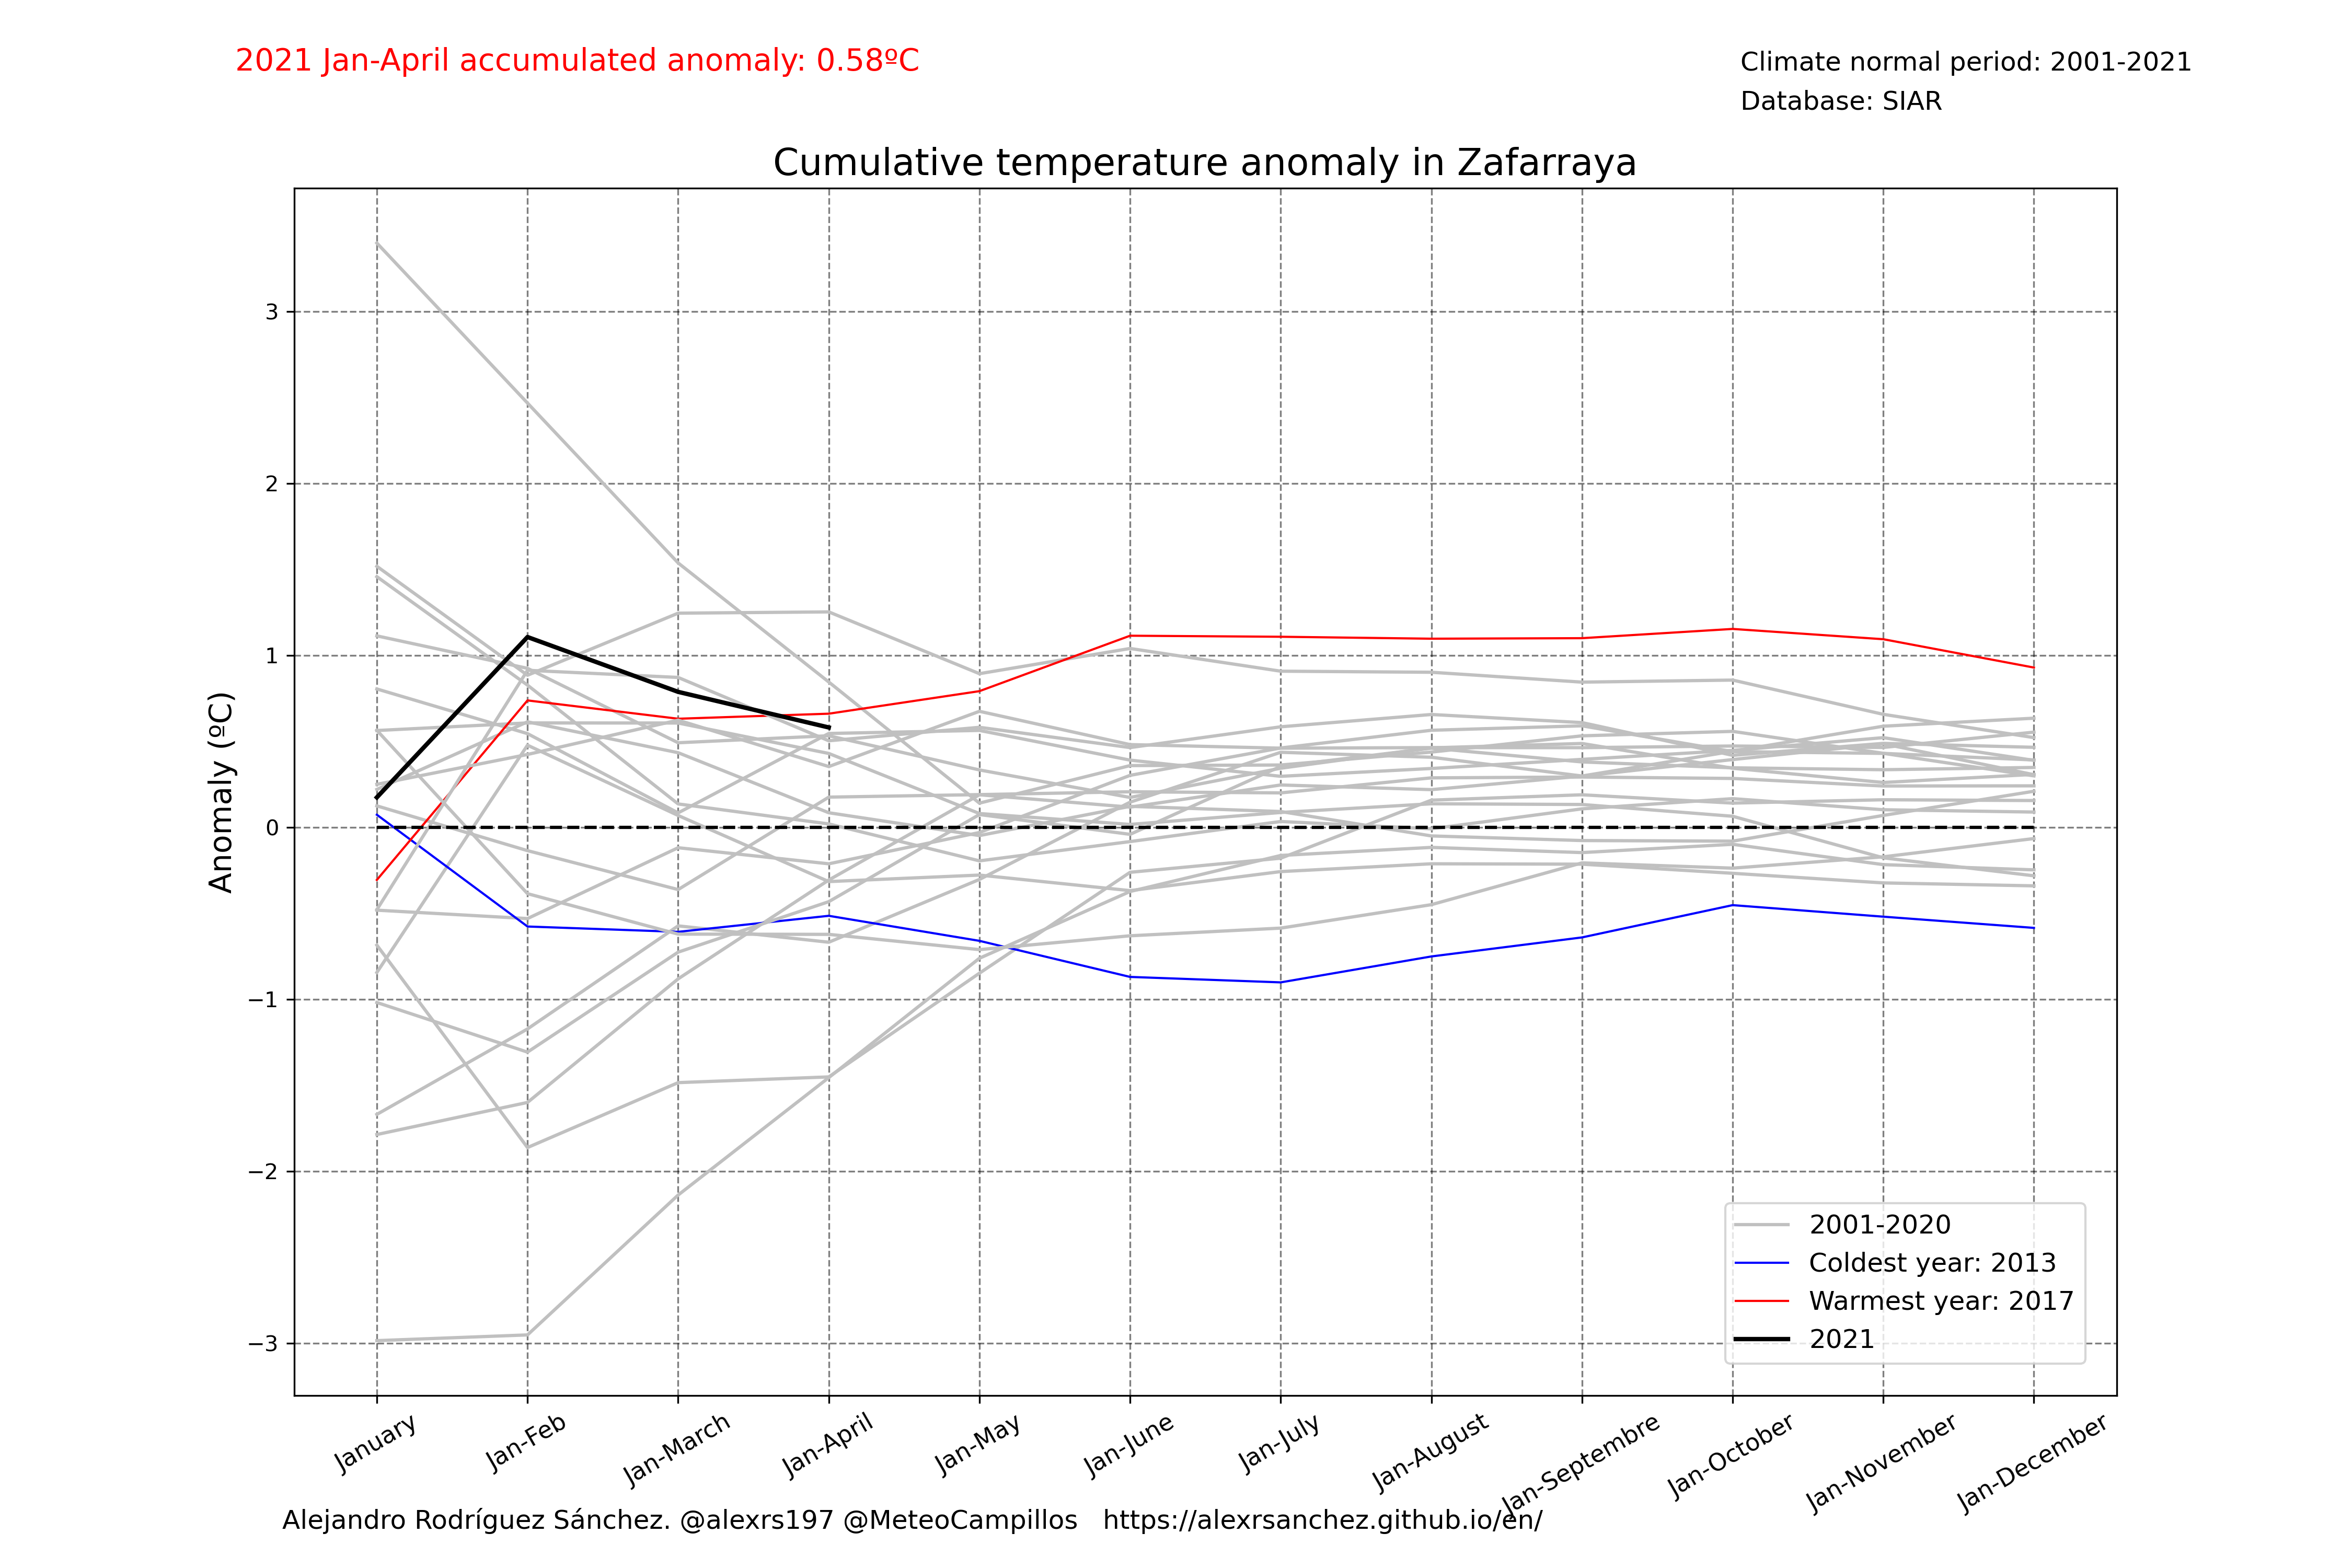 2021 Jan-April accumulated anomaly: 0.58ºC
Climate normal period: 2001-2021
Database: SIAR
Cumulative temperature anomaly in Zafarraya
Anomaly (ºC)
3
2
1
0
−1
−2
−3
2001-2020
Coldest year: 2013
Warmest year: 2017
2021
January
Jan-Feb
Jan-March
Jan-April
Jan-May
Jan-June
Jan-July
Jan-August
Jan-Septembre
Jan-October
Jan-November
Jan-December
Alejandro Rodríguez Sánchez. @alexrs197 @MeteoCampillos https://alexrsanchez.github.io/en/